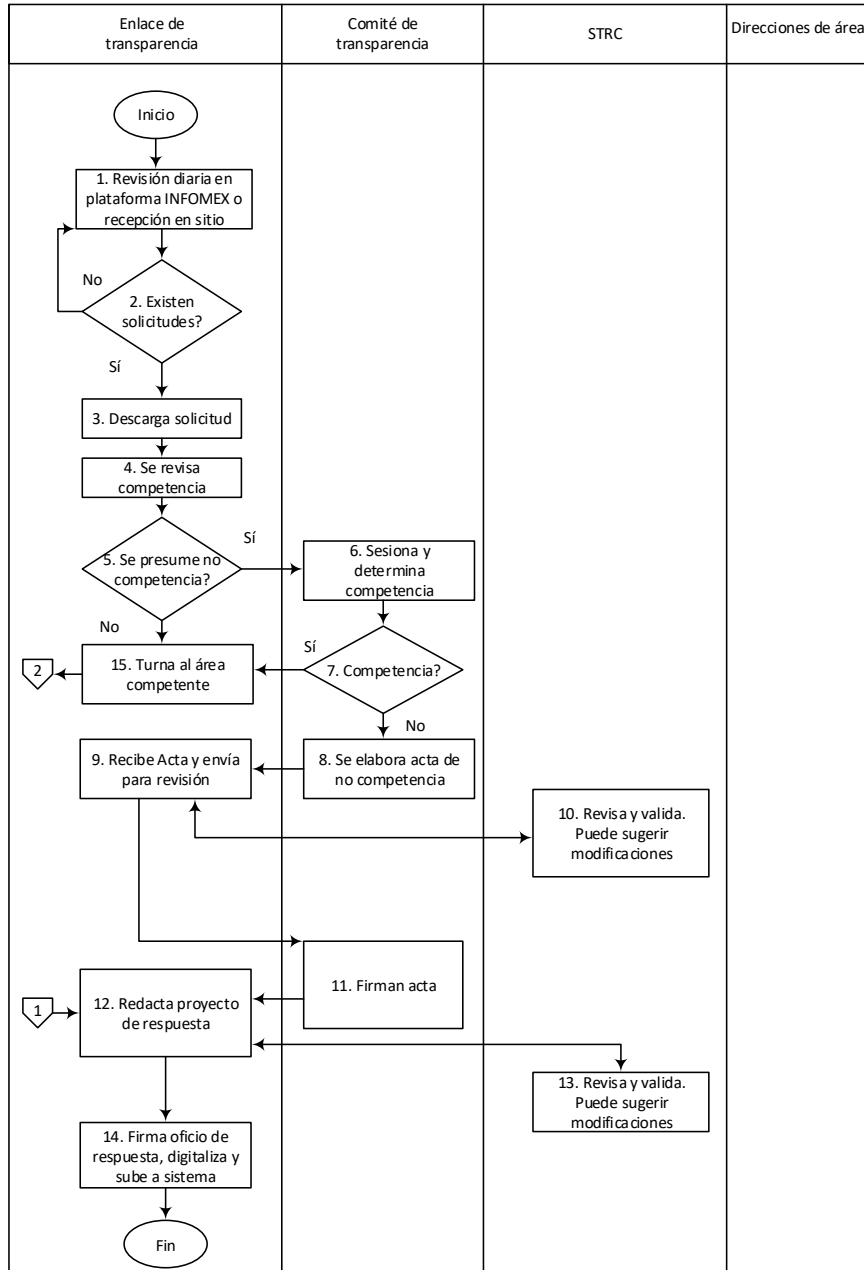 Enlace de
transparencia
Comité de
transparencia
STRC
Direcciones de área
Inicio
1. Revisión diaria en
plataforma INFOMEX o
recepción en sitio
No
2. Existen
solicitudes?
Sí
3. Descarga solicitud
4. Se revisa
competencia
Sí
5. Se presume no
competencia?
6. Sesiona y
determina
competencia
No
Sí
2
15. Turna al área
competente
7. Competencia?
No
9. Recibe Acta y envía
para revisión
8. Se elabora acta de
no competencia
10. Revisa y valida.
Puede sugerir
modificaciones
11. Firman acta
1
12. Redacta proyecto
de respuesta
13. Revisa y valida.
Puede sugerir
modificaciones
14. Firma oficio de
respuesta, digitaliza y
sube a sistema
Fin